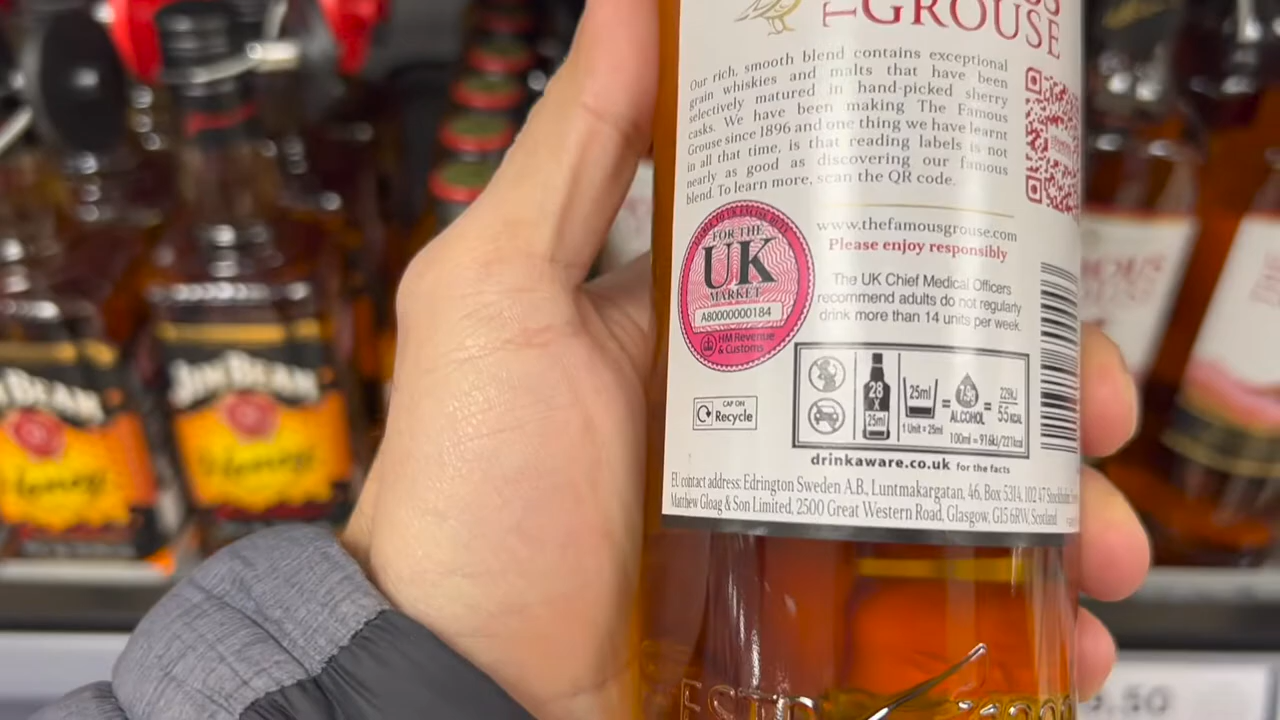 GROUSE
Our rich, smooth blend contains exceptional
grain whiskies and malts that have been
selectively matured in hand-picked sherry
casks. We have been making The Famous
Grouse since 1896 and one thing we have learnt
in all that time, is that reading labels is not
nearly as good as discovering our famous
blend. To learn more, scan the QR code.
www.thefamousgrouse.com
Please enjoy responsibly
FOR THE
UK
MARKET
A80000000184
HM Revenue
& Customs
The UK Chief Medical Officers
recommend adults do not regularly
drink more than 14 units per week.
CAP ON
Recycle
28
X
25ml
25ml
1 Unit = 25ml
=
7.9g
ALCOHOL
=
229kJ
55KCAL
100ml = 916kJ/221kcal
drinkaware.co.uk for the facts
EU contact address: Edrington Sweden A.B., Luntmakargatan, 46, Box 5314, 102 47
Matthew Gloag & Son Limited, 2500 Great Western Road, Glasgow, G15 6RW, Scotland
ESTD
JIM BEAM
Honey
JIM BEAM
Honey
.50